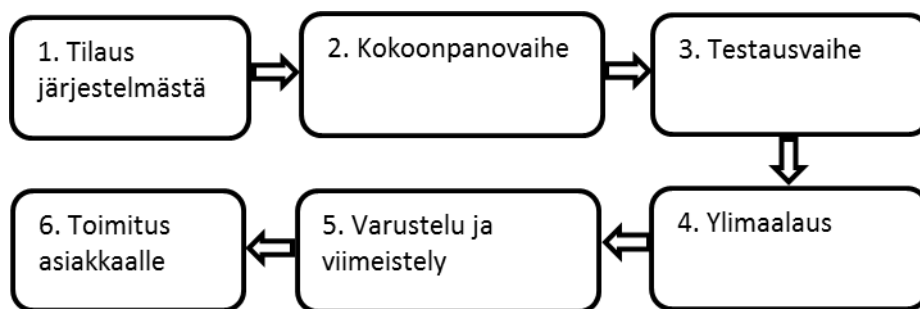 1. Tilaus
järjestelmästä
2. Kokoonpanovaihe
3. Testausvaihe
4. Ylimaalaus
5. Varustelu ja
viimeistely
6. Toimitus
asiakkaalle